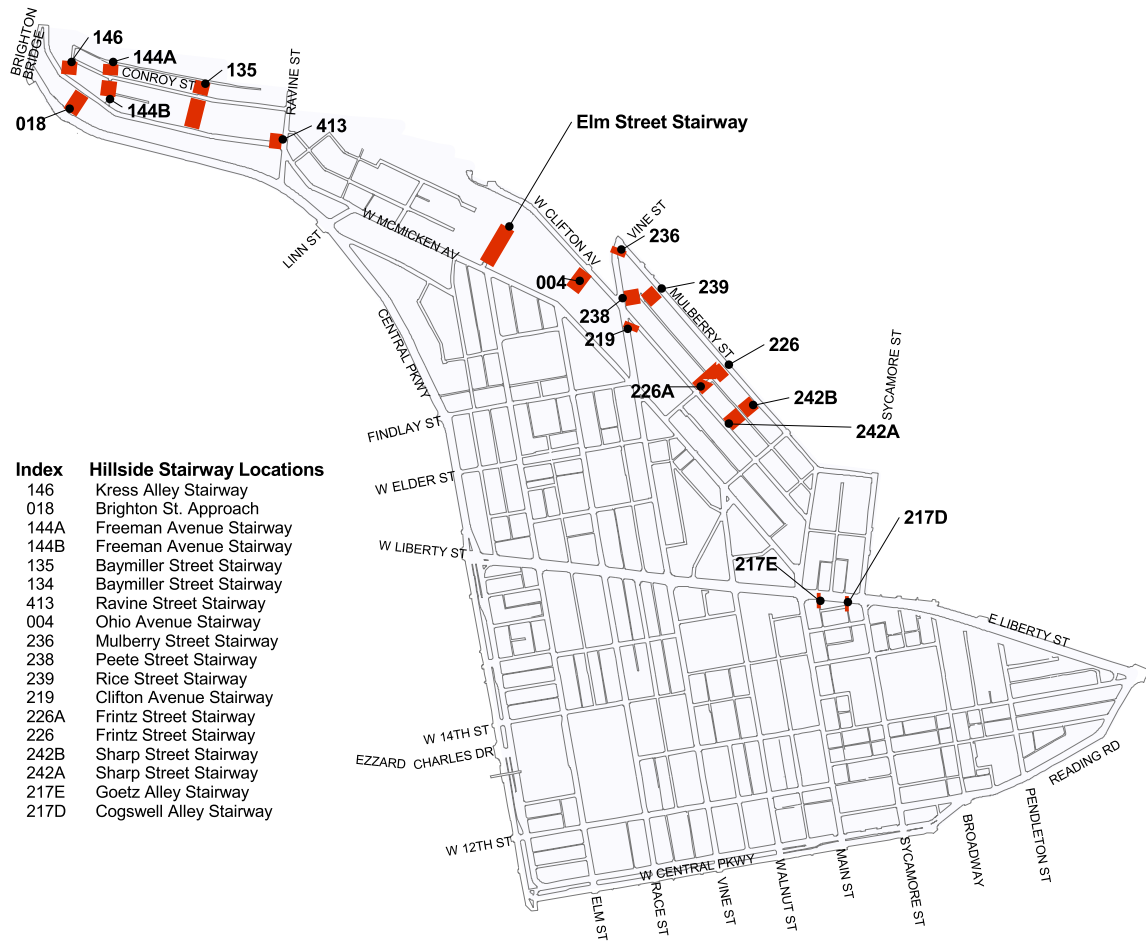 BRIGHTON
BRIDGE
146
144A
CONROY ST
135
RAVINE ST
018
144B
413
Elm Street Stairway
W MCMICKEN AV
LINN ST
W CLIFTON AV
VINE ST
236
004
239
238
MULBERRY ST
219
226
CENTRAL PKWY
226A
242B
SYCAMORE ST
242A
FINDLAY ST
W ELDER ST
W LIBERTY ST
217D
217E
E LIBERTY ST
Index Hillside Stairway Locations
146 Kress Alley Stairway
018 Brighton St. Approach
144A Freeman Avenue Stairway
144B Freeman Avenue Stairway
135 Baymiller Street Stairway
134 Baymiller Street Stairway
413 Ravine Street Stairway
004 Ohio Avenue Stairway
236 Mulberry Street Stairway
238 Peete Street Stairway
239 Rice Street Stairway
219 Clifton Avenue Stairway
226A Frintz Street Stairway
226 Frintz Street Stairway
242B Sharp Street Stairway
242A Sharp Street Stairway
217E Goetz Alley Stairway
217D Cogswell Alley Stairway
W 14TH ST
EZZARD CHARLES DR
READING RD
W 12TH ST
W CENTRAL PKWY
ELM ST
RACE ST
VINE ST
WALNUT ST
MAIN ST
SYCAMORE ST
BROADWAY
PENDLETON ST